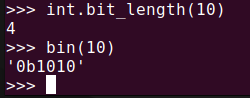 >>> int.bit_length(10)
4
>>> bin(10)
'0b1010'
>>>